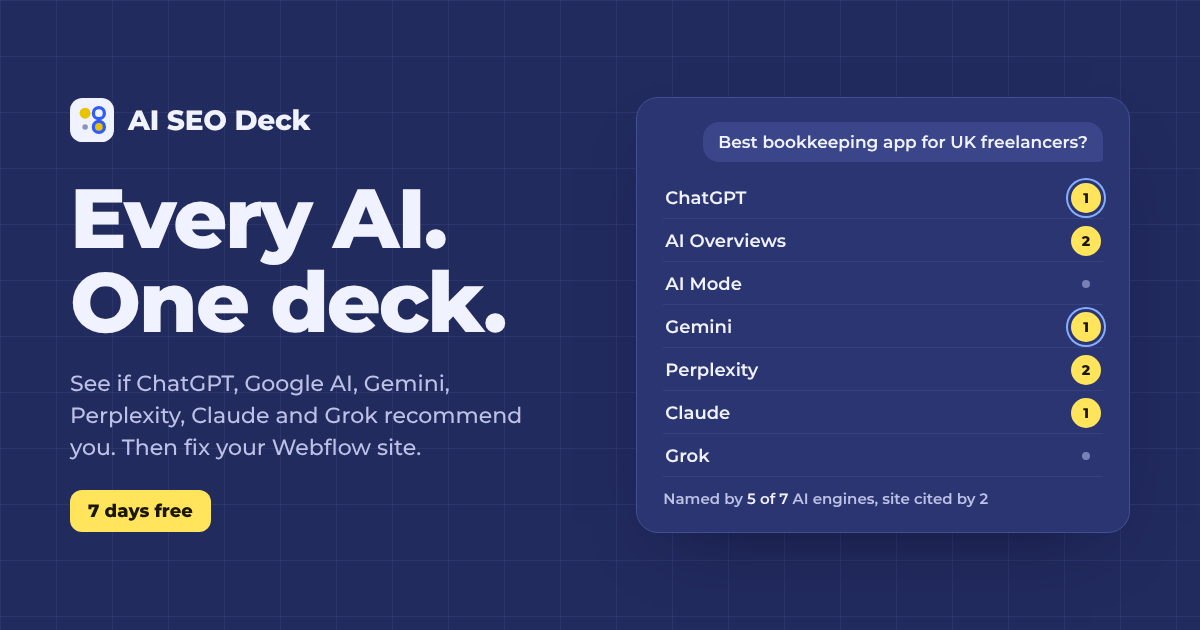 AI SEO Deck
Every AI.
One deck.
See if ChatGPT, Google AI, Gemini,
Perplexity, Claude and Grok recommend
you. Then fix your Webflow site.
7 days free
Best bookkeeping app for UK freelancers?
ChatGPT 1
AI Overviews 2
AI Mode
Gemini 1
Perplexity 2
Claude 1
Grok
Named by 5 of 7 AI engines, site cited by 2